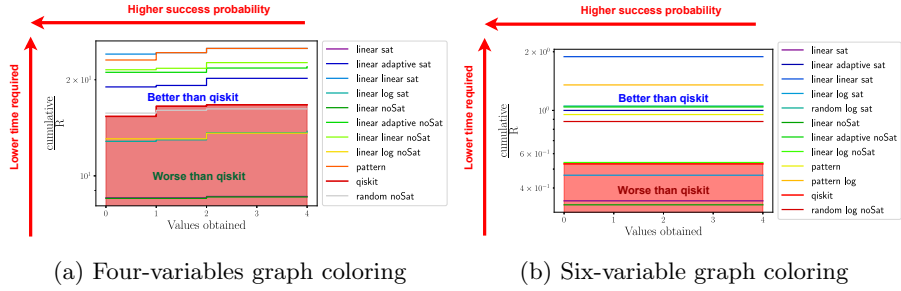 Higher success probability
Lower time required
cumulative
R
2 × 10¹
10¹
Better than qiskit
Worse than qiskit
0 1 2 3 4
Values obtained
linear sat
linear adaptive sat
linear linear sat
linear log sat
linear noSat
linear adaptive noSat
linear linear noSat
linear log noSat
pattern
qiskit
random noSat
(a) Four-variables graph coloring
Higher success probability
Lower time required
cumulative
R
2 × 10⁰
10⁰
6 × 10⁻¹
4 × 10⁻¹
Better than qiskit
Worse than qiskit
0 1 2 3 4
Values obtained
linear sat
linear adaptive sat
linear linear sat
linear log sat
random log sat
linear noSat
linear adaptive noSat
linear log noSat
pattern
pattern log
qiskit
random log noSat
(b) Six-variable graph coloring